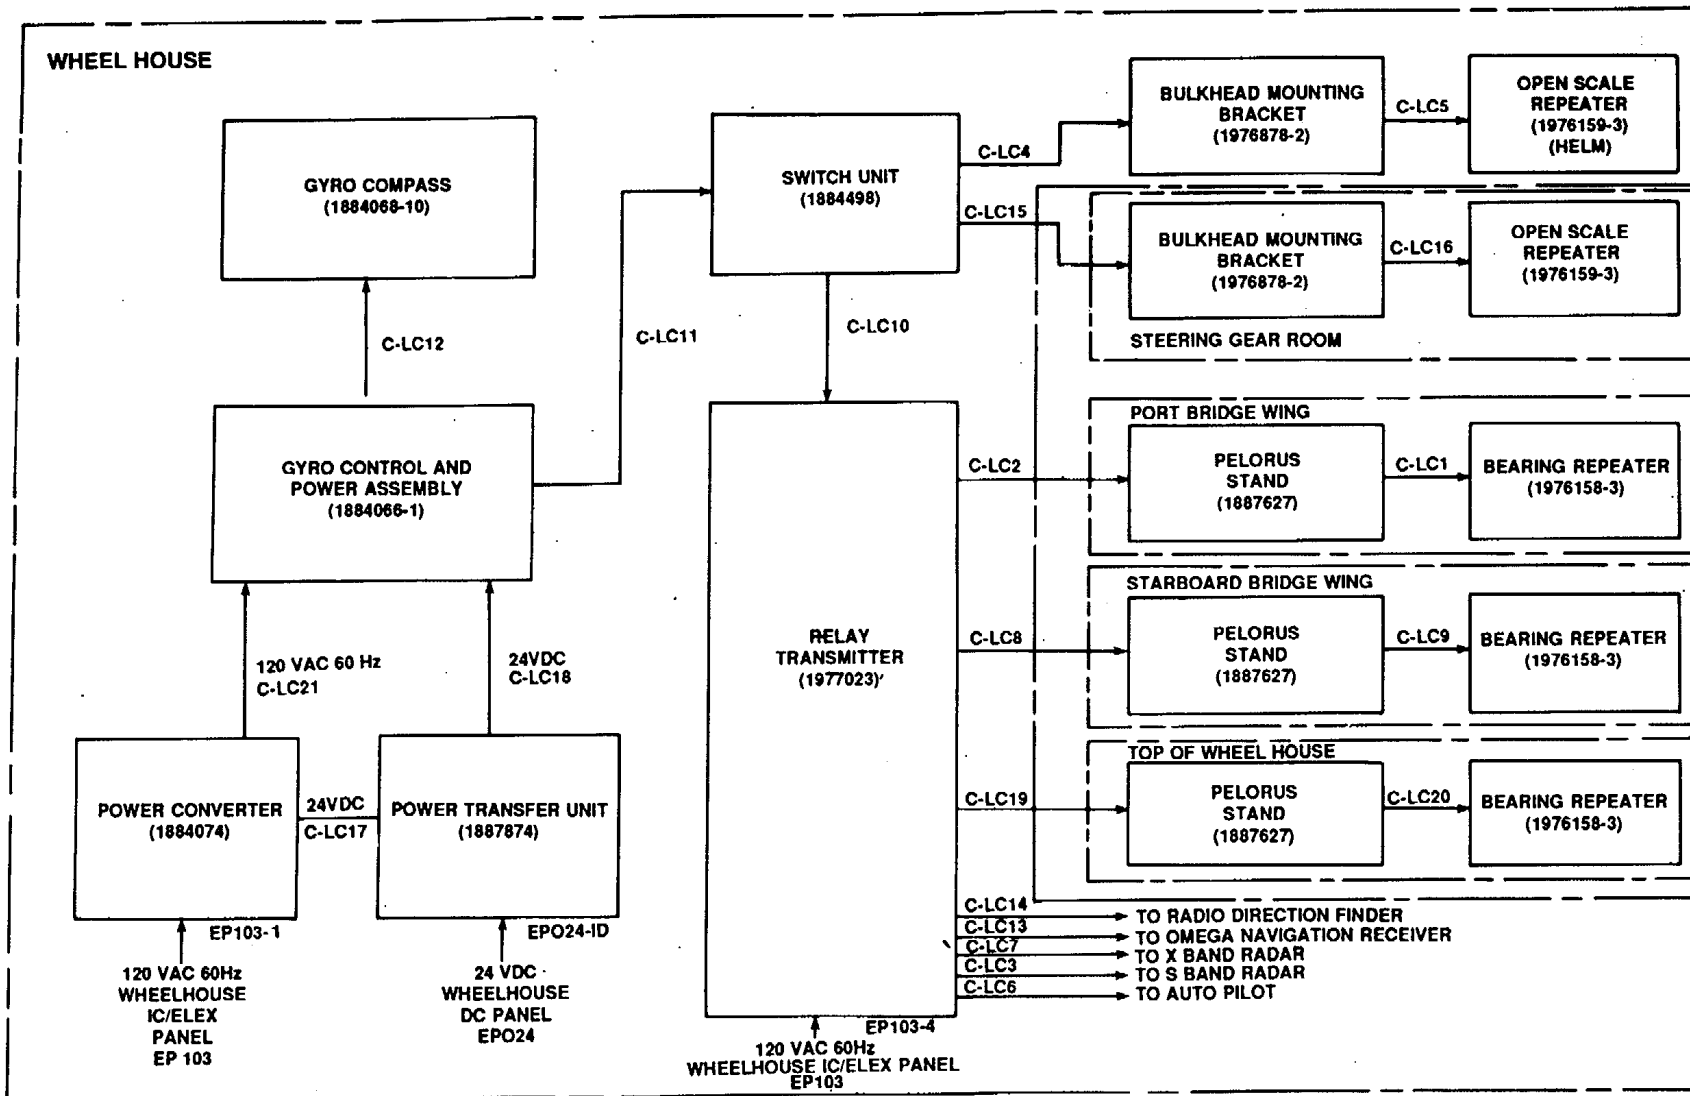 WHEEL HOUSE
GYRO COMPASS
(1884068-10)
C-LC12
GYRO CONTROL AND
POWER ASSEMBLY
(1884066-1)
C-LC11
120 VAC 60 Hz
C-LC21
24VDC
C-LC18
POWER CONVERTER
(1884074)
24VDC
C-LC17
POWER TRANSFER UNIT
(1887874)
EP103-1
EPO24-ID
120 VAC 60Hz
WHEELHOUSE
IC/ELEX
PANEL
EP 103
24 VDC
WHEELHOUSE
DC PANEL
EPO24
SWITCH UNIT
(1884498)
C-LC10
RELAY
TRANSMITTER
(1977023)
EP103-4
120 VAC 60Hz
WHEELHOUSE IC/ELEX PANEL
EP103
C-LC4
BULKHEAD MOUNTING
BRACKET
(1976878-2)
C-LC5
OPEN SCALE
REPEATER
(1976159-3)
(HELM)
C-LC15
BULKHEAD MOUNTING
BRACKET
(1976878-2)
C-LC16
OPEN SCALE
REPEATER
(1976159-3)
STEERING GEAR ROOM
PORT BRIDGE WING
C-LC2
PELORUS
STAND
(1887627)
C-LC1
BEARING REPEATER
(1976158-3)
STARBOARD BRIDGE WING
C-LC8
PELORUS
STAND
(1887627)
C-LC9
BEARING REPEATER
(1976158-3)
TOP OF WHEEL HOUSE
C-LC19
PELORUS
STAND
(1887627)
C-LC20
BEARING REPEATER
(1976158-3)
C-LC14
TO RADIO DIRECTION FINDER
C-LC13
TO OMEGA NAVIGATION RECEIVER
C-LC7
TO X BAND RADAR
C-LC3
TO S BAND RADAR
C-LC6
TO AUTO PILOT